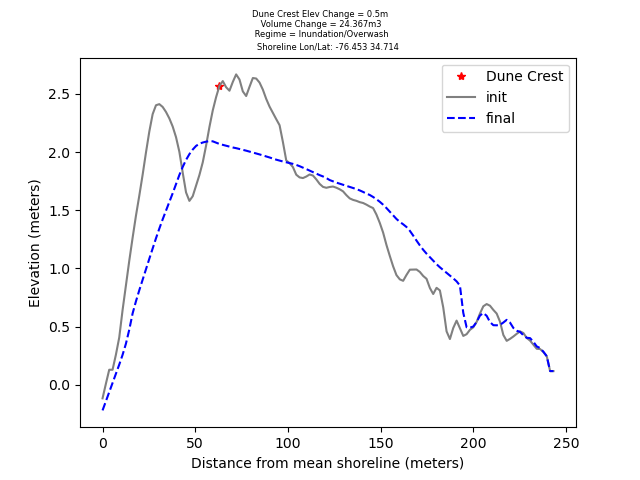 Dune Crest Elev Change = 0.5m
Volume Change = 24.367m3
Regime = Inundation/Overwash
Shoreline Lon/Lat: -76.453 34.714
Dune Crest
init
final
Elevation (meters)
2.5
2.0
1.5
1.0
0.5
0.0
0 50 100 150 200 250
Distance from mean shoreline (meters)